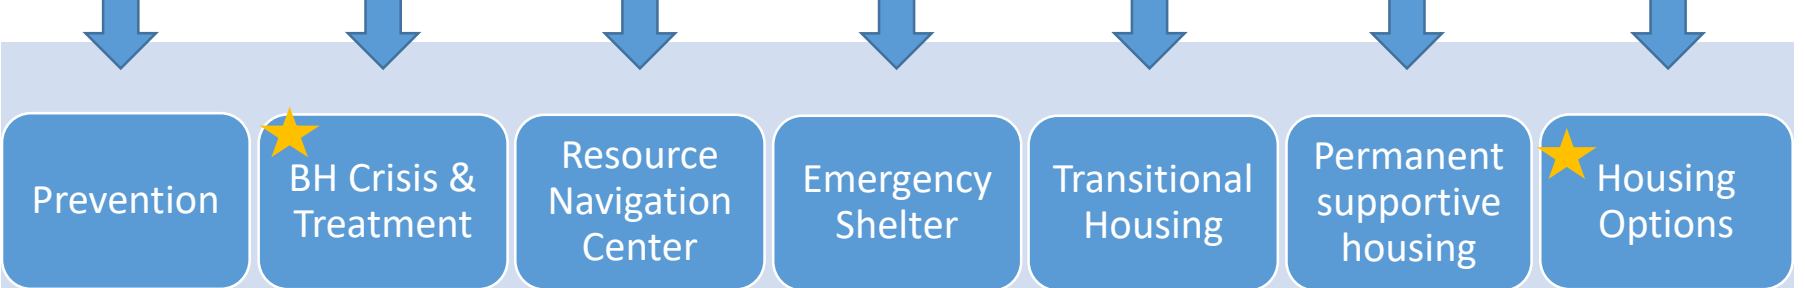 Prevention
BH Crisis &
Treatment
Resource
Navigation
Center
Emergency
Shelter
Transitional
Housing
Permanent
supportive
housing
Housing
Options